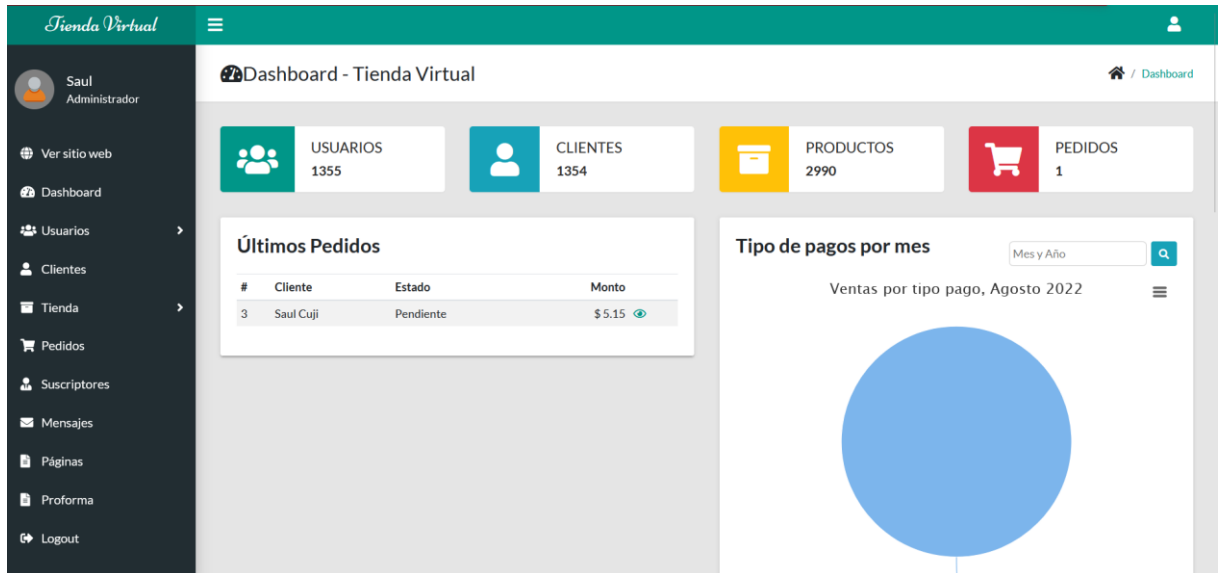 Tienda Virtual
Saul
Administrador
Ver sitio web
Dashboard
Usuarios
Clientes
Tienda
Pedidos
Suscriptores
Mensajes
Páginas
Proforma
Logout
Dashboard - Tienda Virtual
/ Dashboard
USUARIOS
1355
CLIENTES
1354
PRODUCTOS
2990
PEDIDOS
1
Últimos Pedidos
# Cliente Estado Monto
3 Saul Cuji Pendiente $ 5.15
Tipo de pagos por mes
Mes y Año
Ventas por tipo pago, Agosto 2022